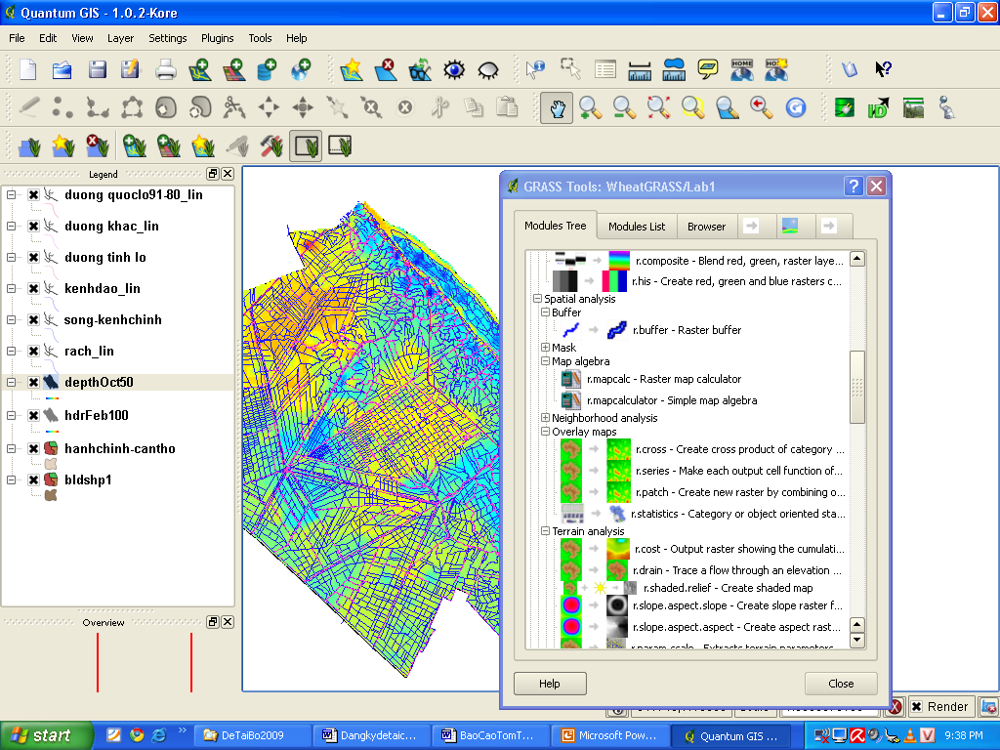 Quantum GIS - 1.0.2-Kore
File Edit View Layer Settings Plugins Tools Help
Legend
duong quoclo91-80_lin
duong khac_lin
duong tinh lo
kenhdao_lin
song-kenhchinh
rach_lin
depthOct50
hdrFeb100
hanhchinh-cantho
bldshp1
Overview
GRASS Tools: WheatGRASS/Lab1
Modules Tree Modules List Browser
r.composite - Blend red, green, raster laye...
r.his - Create red, green and blue rasters c...
Spatial analysis
Buffer
r.buffer - Raster buffer
Mask
Map algebra
r.mapcalc - Raster map calculator
r.mapcalculator - Simple map algebra
Neighborhood analysis
Overlay maps
r.cross - Create cross product of category ...
r.series - Make each output cell function of...
r.patch - Create new raster by combining o...
r.statistics - Category or object oriented sta...
Terrain analysis
r.cost - Output raster showing the cumulati...
r.drain - Trace a flow through an elevation ...
r.shaded.relief - Create shaded map
r.slope.aspect.slope - Create slope raster f...
r.slope.aspect.aspect - Create aspect rast...
r.param.scale - Extracts terrain parameters
Help Close
Render
start DeTaiBo2009 Dangkydetaic... BaoCaoTomT... Microsoft Pow... Quantum GIS ... 9:38 PM